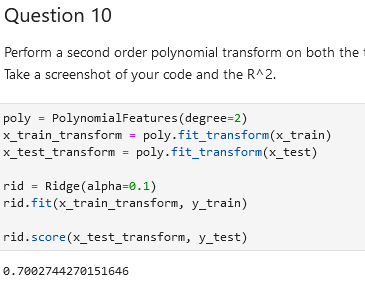 Question 10
Perform a second order polynomial transform on both the
Take a screenshot of your code and the R^2.
poly = PolynomialFeatures(degree=2)
x_train_transform = poly.fit_transform(x_train)
x_test_transform = poly.fit_transform(x_test)
rid = Ridge(alpha=0.1)
rid.fit(x_train_transform, y_train)
rid.score(x_test_transform, y_test)
0.7002744270151646